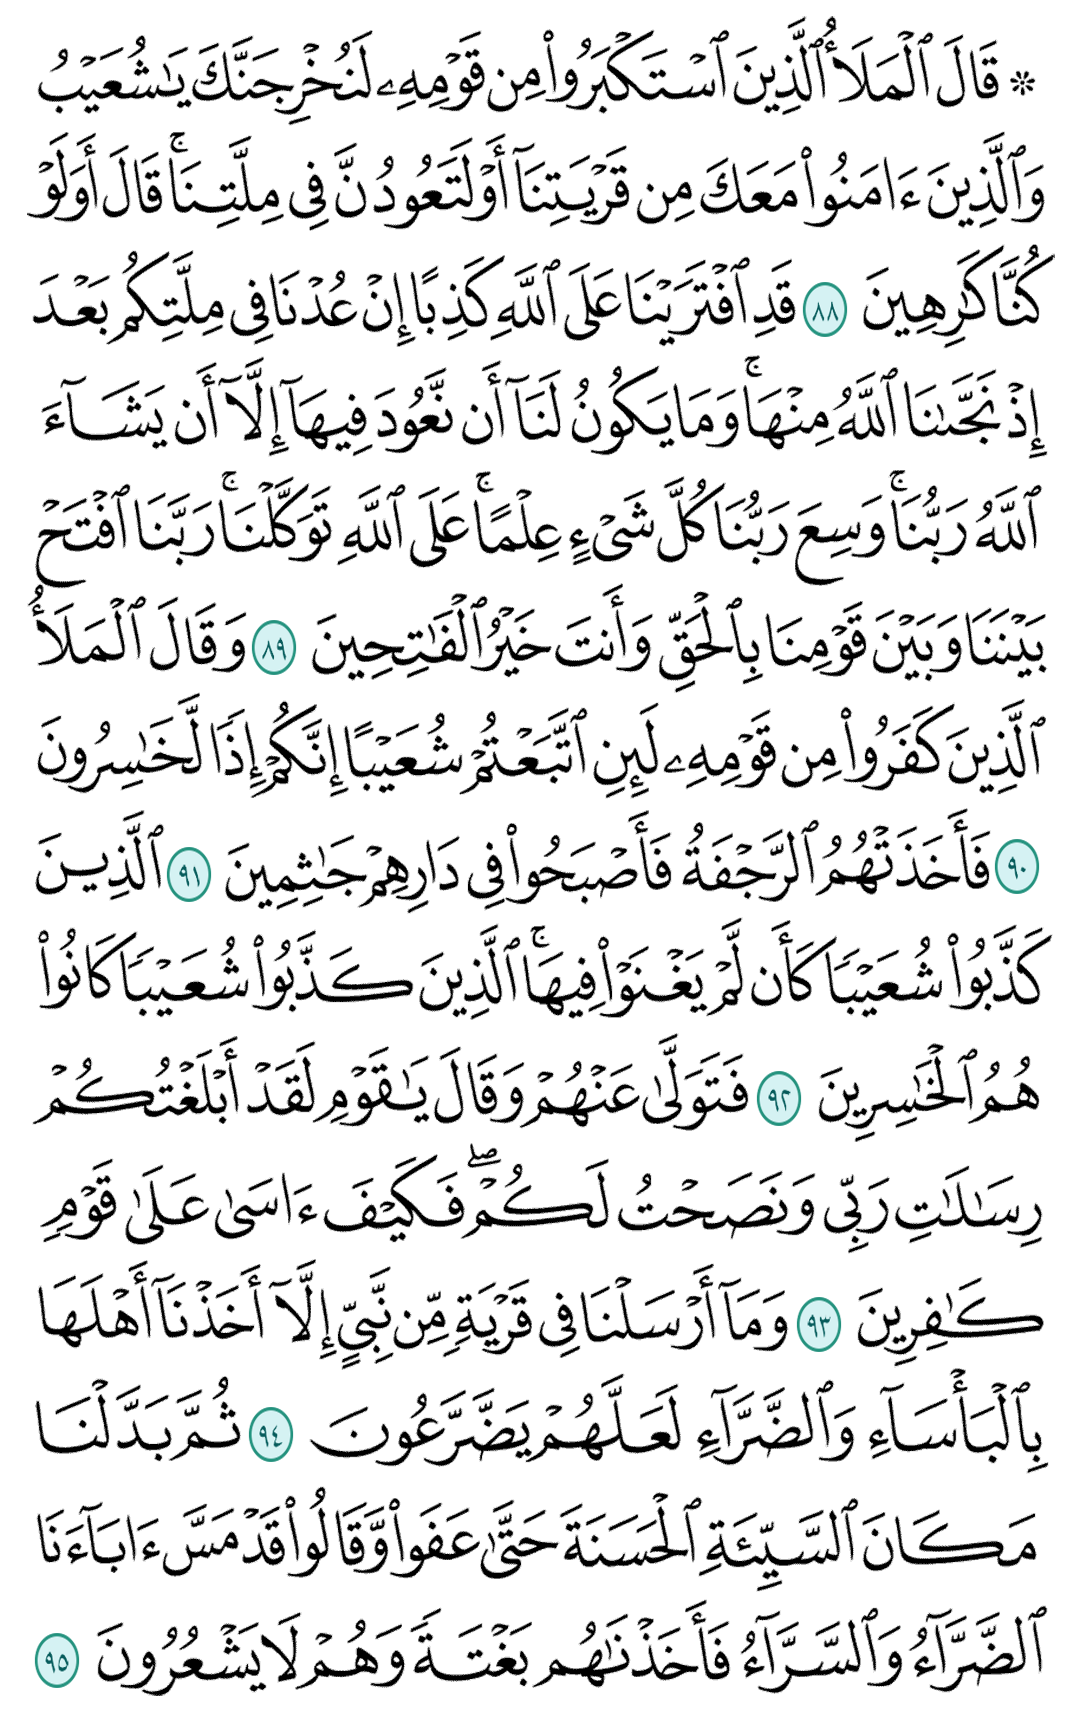 ۞ قَالَ ٱلْمَلَأُ ٱلَّذِينَ ٱسْتَكْبَرُوا۟ مِن قَوْمِهِۦ لَنُخْرِجَنَّكَ يَـٰشُعَيْبُ
وَٱلَّذِينَ ءَامَنُوا۟ مَعَكَ مِن قَرْيَتِنَآ أَوْ لَتَعُودُنَّ فِى مِلَّتِنَا ۚ قَالَ أَوَلَوْ
كُنَّا كَـٰرِهِينَ ٨٨ قَدِ ٱفْتَرَيْنَا عَلَى ٱللَّهِ كَذِبًا إِنْ عُدْنَا فِى مِلَّتِكُم بَعْدَ
إِذْ نَجَّىٰنَا ٱللَّهُ مِنْهَا ۚ وَمَا يَكُونُ لَنَآ أَن نَّعُودَ فِيهَآ إِلَّآ أَن يَشَآءَ
ٱللَّهُ رَبُّنَا ۚ وَسِعَ رَبُّنَا كُلَّ شَىْءٍ عِلْمًا ۚ عَلَى ٱللَّهِ تَوَكَّلْنَا ۚ رَبَّنَا ٱفْتَحْ
بَيْنَنَا وَبَيْنَ قَوْمِنَا بِٱلْحَقِّ وَأَنتَ خَيْرُ ٱلْفَـٰتِحِينَ ٨٩ وَقَالَ ٱلْمَلَأُ
ٱلَّذِينَ كَفَرُوا۟ مِن قَوْمِهِۦ لَئِنِ ٱتَّبَعْتُمْ شُعَيْبًا إِنَّكُمْ إِذًا لَّخَـٰسِرُونَ
٩٠ فَأَخَذَتْهُمُ ٱلرَّجْفَةُ فَأَصْبَحُوا۟ فِى دَارِهِمْ جَـٰثِمِينَ ٩١ ٱلَّذِينَ
كَذَّبُوا۟ شُعَيْبًا كَأَن لَّمْ يَغْنَوْا۟ فِيهَا ۚ ٱلَّذِينَ كَذَّبُوا۟ شُعَيْبًا كَانُوا۟
هُمُ ٱلْخَـٰسِرِينَ ٩٢ فَتَوَلَّىٰ عَنْهُمْ وَقَالَ يَـٰقَوْمِ لَقَدْ أَبْلَغْتُكُمْ
رِسَـٰلَـٰتِ رَبِّى وَنَصَحْتُ لَكُمْ ۖ فَكَيْفَ ءَاسَىٰ عَلَىٰ قَوْمٍ
كَـٰفِرِينَ ٩٣ وَمَآ أَرْسَلْنَا فِى قَرْيَةٍ مِّن نَّبِىٍّ إِلَّآ أَخَذْنَآ أَهْلَهَا
بِٱلْبَأْسَآءِ وَٱلضَّرَّآءِ لَعَلَّهُمْ يَضَّرَّعُونَ ٩٤ ثُمَّ بَدَّلْنَا
مَكَانَ ٱلسَّيِّئَةِ ٱلْحَسَنَةَ حَتَّىٰ عَفَوا۟ وَّقَالُوا۟ قَدْ مَسَّ ءَابَآءَنَا
ٱلضَّرَّآءُ وَٱلسَّرَّآءُ فَأَخَذْنَـٰهُم بَغْتَةً وَهُمْ لَا يَشْعُرُونَ ٩٥